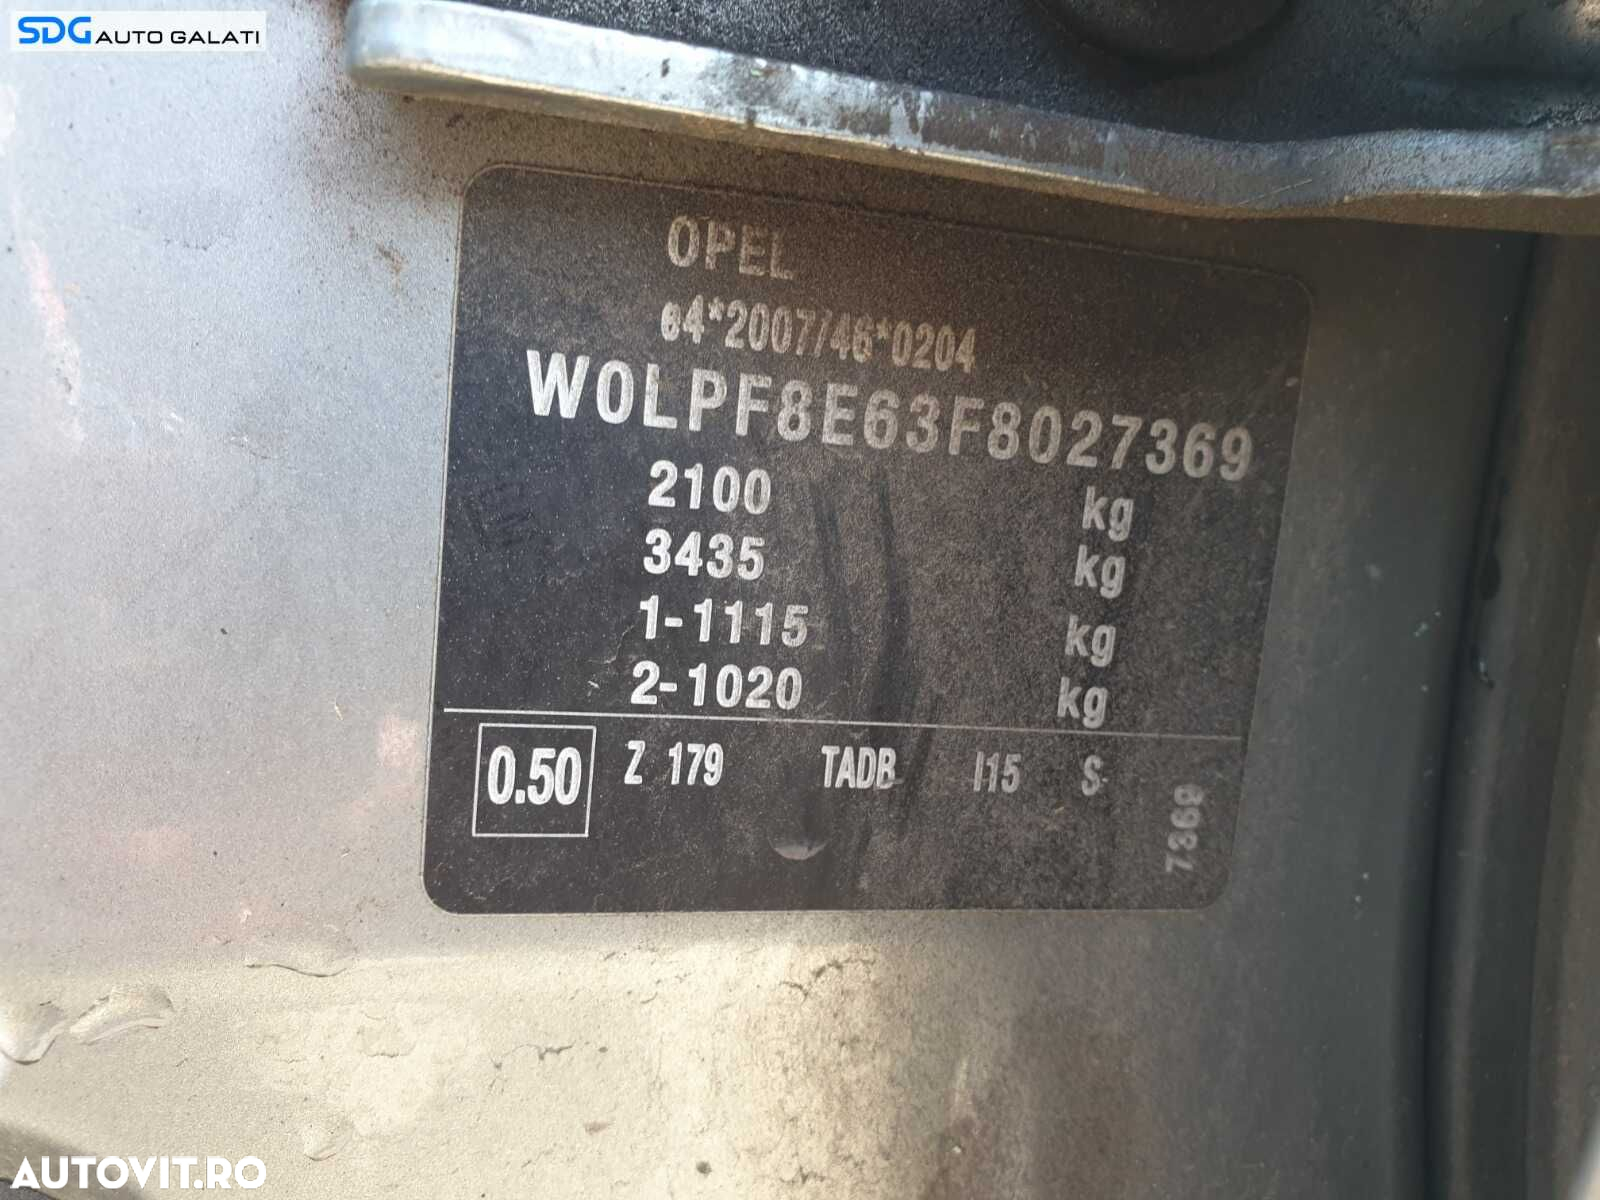 SDG AUTO GALATI
OPEL
e4*2007/46*0204
W0LPF8E63F8027369
2100 kg
3435 kg
1-1115 kg
2-1020 kg
0.50 Z 179 TADB I15 S
7369
AUTOVIT.RO